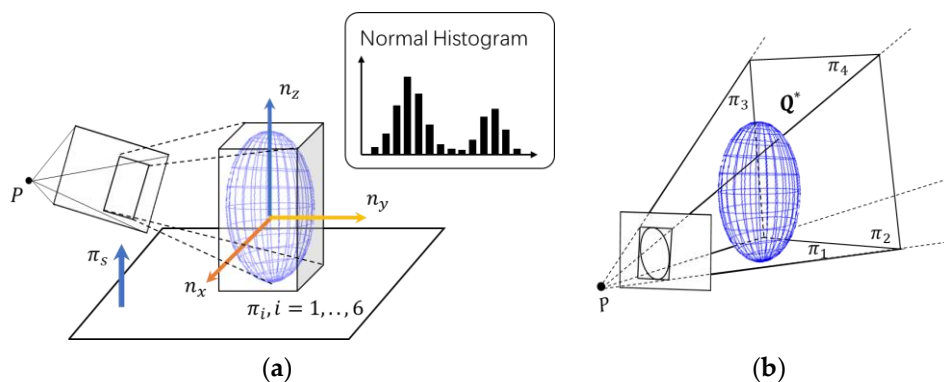 Normal Histogram
n_z
P
n_y
π_s
n_x
π_i, i = 1,..,6
(a)
π_4
π_3
Q*
π_2
π_1
P
(b)